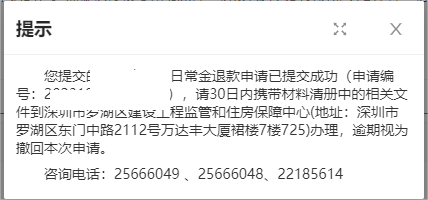 提示
您提交的 日常金退款申请已提交成功（申请编
号: ），请30日内携带材料清册中的相关文
件到深圳市罗湖区建设工程监管和住房保障中心(地址：深圳市
罗湖区东门中路2112号万达丰大厦裙楼7楼725)办理，逾期视为
撤回本次申请。
咨询电话：25666049 、25666048、22185614